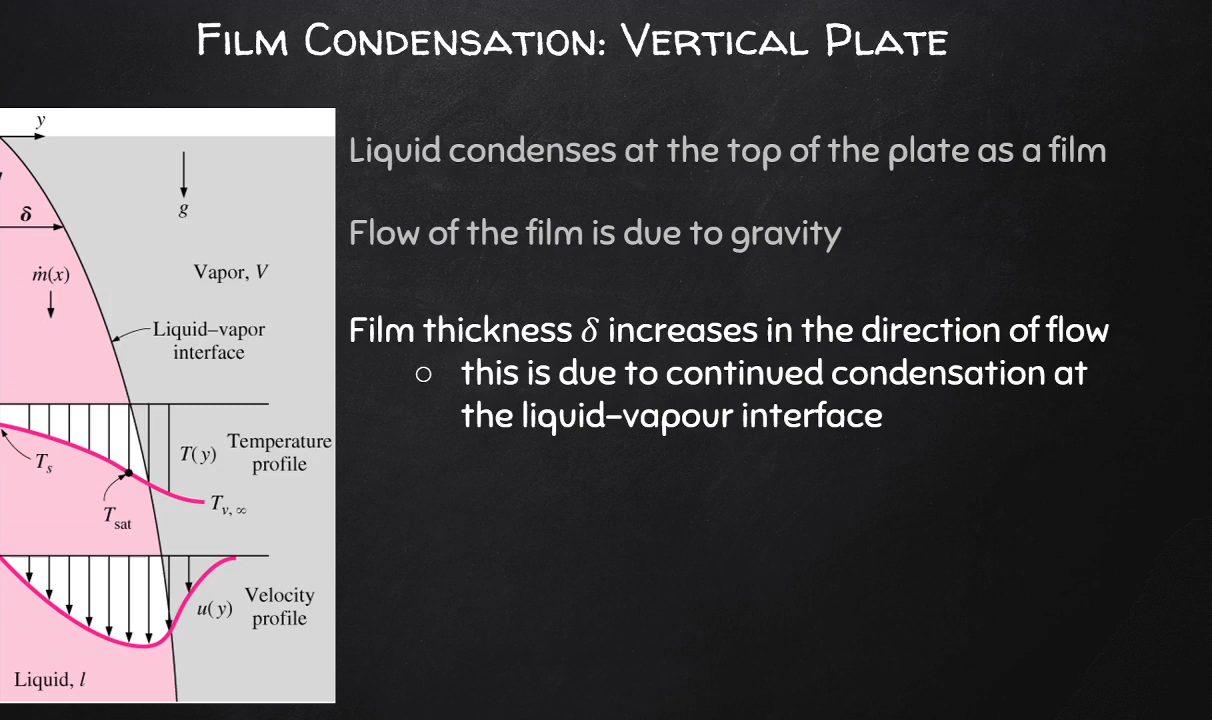 FILM CONDENSATION: VERTICAL PLATE
y
g
δ
ṁ(x)
Vapor, V
Liquid–vapor
interface
T(y)
Temperature
profile
T_s
T_sat
T_v, ∞
u(y)
Velocity
profile
Liquid, l
Liquid condenses at the top of the plate as a film
Flow of the film is due to gravity
Film thickness δ increases in the direction of flow
○ this is due to continued condensation at
the liquid–vapour interface